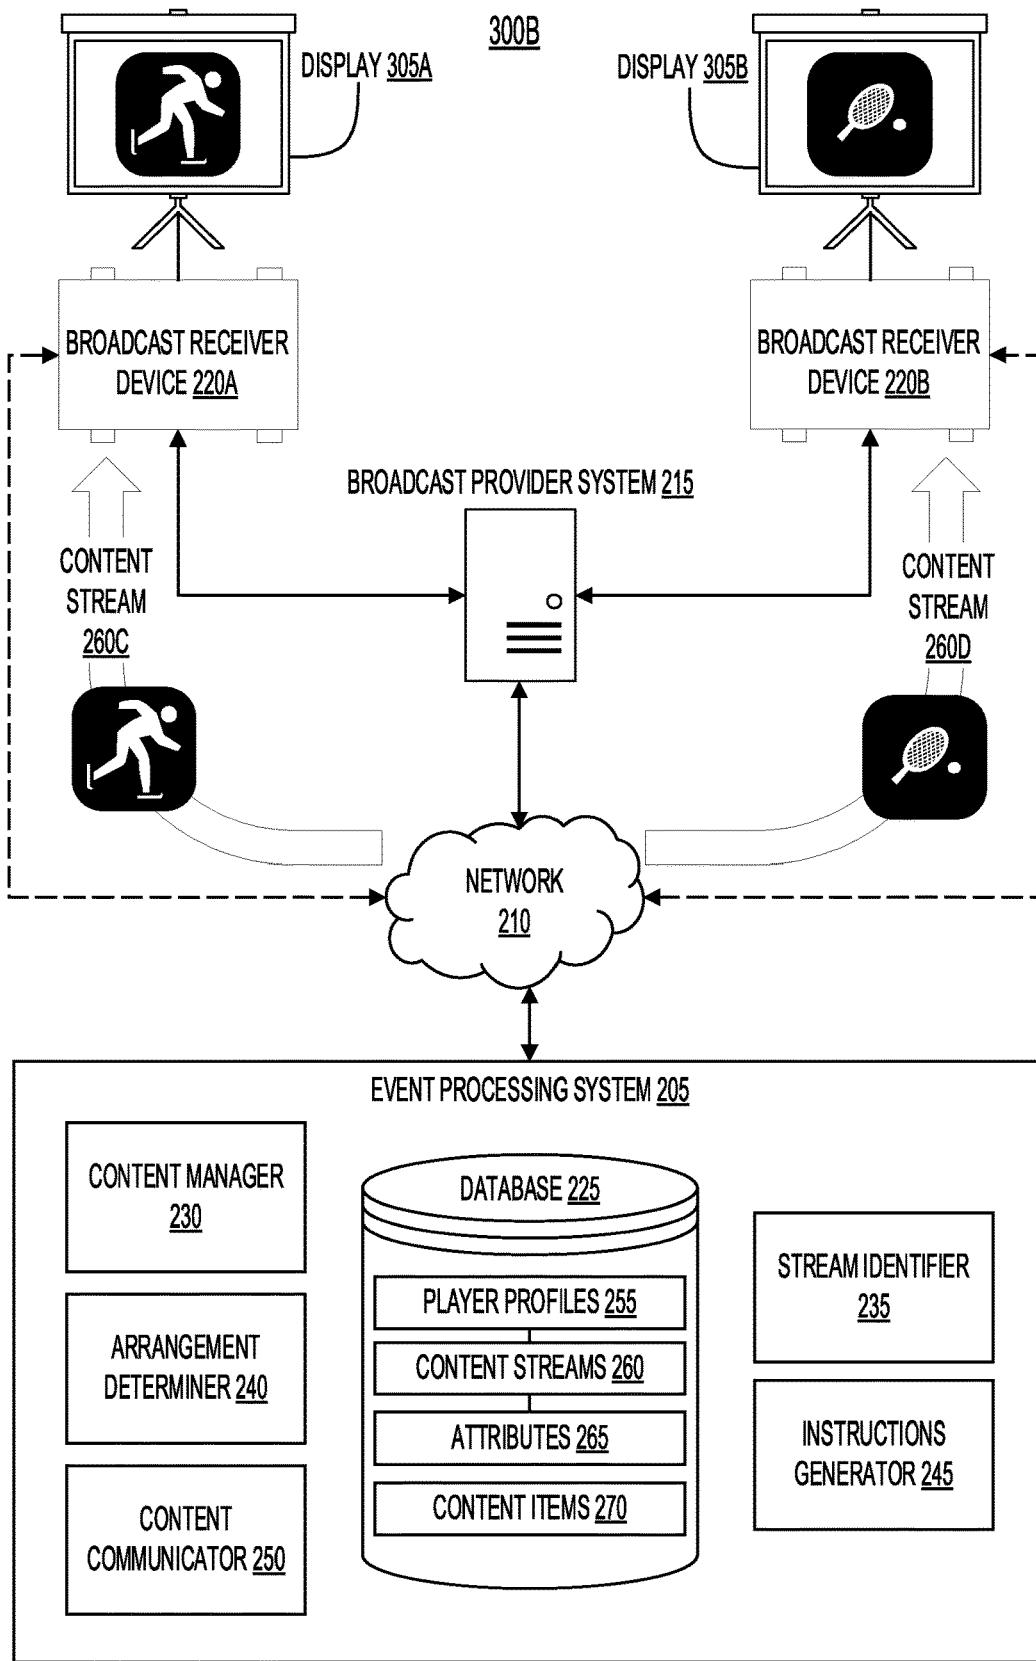 300B
DISPLAY 305A
DISPLAY 305B
BROADCAST RECEIVER
DEVICE 220A
BROADCAST RECEIVER
DEVICE 220B
BROADCAST PROVIDER SYSTEM 215
CONTENT
STREAM
260C
CONTENT
STREAM
260D
NETWORK
210
EVENT PROCESSING SYSTEM 205
CONTENT MANAGER
230
ARRANGEMENT
DETERMINER 240
CONTENT
COMMUNICATOR 250
DATABASE 225
PLAYER PROFILES 255
CONTENT STREAMS 260
ATTRIBUTES 265
CONTENT ITEMS 270
STREAM IDENTIFIER
235
INSTRUCTIONS
GENERATOR 245